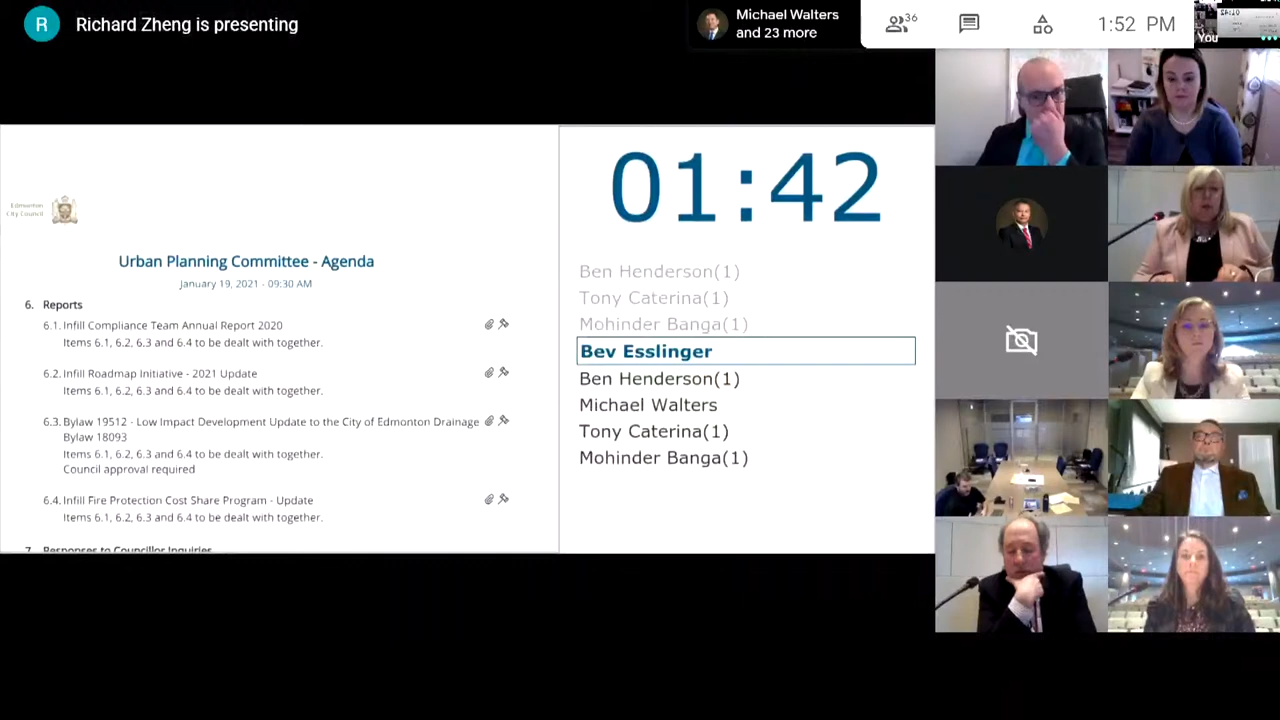 R
Richard Zheng is presenting
Michael Walters
and 23 more
36
1:52 PM
You
Edmonton
City Council
Urban Planning Committee - Agenda
January 19, 2021 - 09:30 AM
6. Reports
6.1. Infill Compliance Team Annual Report 2020
Items 6.1, 6.2, 6.3 and 6.4 to be dealt with together.
6.2. Infill Roadmap Initiative - 2021 Update
Items 6.1, 6.2, 6.3 and 6.4 to be dealt with together.
6.3. Bylaw 19512 - Low Impact Development Update to the City of Edmonton Drainage
Bylaw 18093
Items 6.1, 6.2, 6.3 and 6.4 to be dealt with together.
Council approval required
6.4. Infill Fire Protection Cost Share Program - Update
Items 6.1, 6.2, 6.3 and 6.4 to be dealt with together.
7. Responses to Councillor Inquiries
01:42
Ben Henderson(1)
Tony Caterina(1)
Mohinder Banga(1)
Bev Esslinger
Ben Henderson(1)
Michael Walters
Tony Caterina(1)
Mohinder Banga(1)